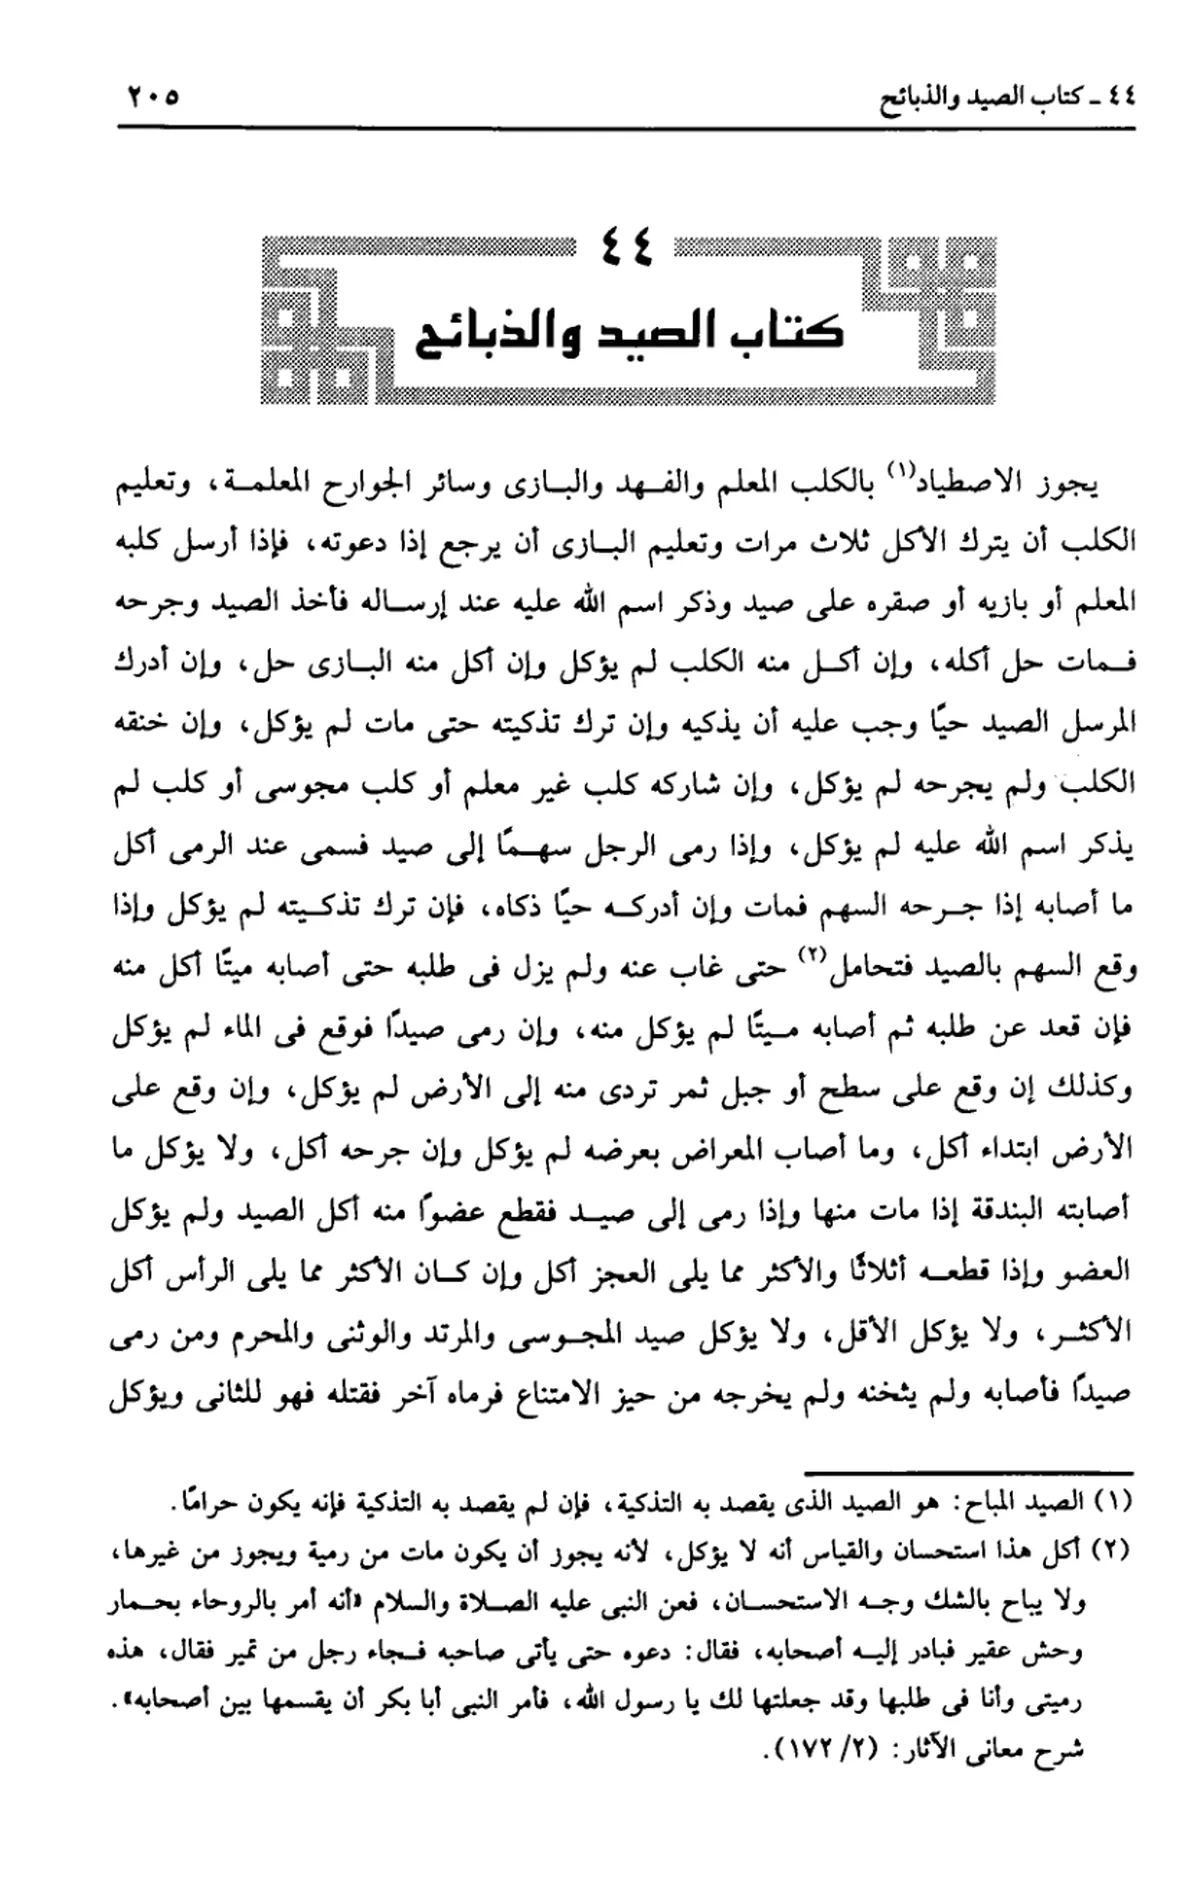 ٤٤ - كتاب الصيد والذبائح ٢٠٥
٤٤
كتاب الصيد والذبائح
يجوز الاصطياد(١) بالكلب المعلم والفهد والبازى وسائر الجوارح المعلمة، وتعليم
الكلب أن يترك الأكل ثلاث مرات وتعليم البازى أن يرجع إذا دعوته، فإذا أرسل كلبه
المعلم أو بازيه أو صقره على صيد وذكر اسم الله عليه عند إرساله فأخذ الصيد وجرحه
فمات حل أكله، وإن أكل منه الكلب لم يؤكل وإن أكل منه البازى حل، وإن أدرك
المرسل الصيد حيًا وجب عليه أن يذكيه وإن ترك تذكيته حتى مات لم يؤكل، وإن خنقه
الكلب ولم يجرحه لم يؤكل، وإن شاركه كلب غير معلم أو كلب مجوسى أو كلب لم
يذكر اسم الله عليه لم يؤكل، وإذا رمى الرجل سهمًا إلى صيد فسمى عند الرمى أكل
ما أصابه إذا جرحه السهم فمات وإن أدركه حيًا ذكاه، فإن ترك تذكيته لم يؤكل وإذا
وقع السهم بالصيد فتحامل(٢) حتى غاب عنه ولم يزل فى طلبه حتى أصابه ميتًا أكل منه
فإن قعد عن طلبه ثم أصابه ميتًا لم يؤكل منه، وإن رمى صيدًا فوقع فى الماء لم يؤكل
وكذلك إن وقع على سطح أو جبل ثمر تردى منه إلى الأرض لم يؤكل، وإن وقع على
الأرض ابتداء أكل، وما أصاب المعراض بعرضه لم يؤكل وإن جرحه أكل، ولا يؤكل ما
أصابته البندقة إذا مات منها وإذا رمى إلى صيد فقطع عضوًا منه أكل الصيد ولم يؤكل
العضو وإذا قطعه أثلاثًا والأكثر مما يلى العجز أكل وإن كان الأكثر مما يلى الرأس أكل
الأكثر، ولا يؤكل الأقل، ولا يؤكل صيد المجوسى والمرتد والوثنى والمحرم ومن رمى
صيدًا فأصابه ولم يثخنه ولم يخرجه من حيز الامتناع فرماه آخر فقتله فهو للثانى ويؤكل
(١) الصيد المباح: هو الصيد الذى يقصد به التذكية، فإن لم يقصد به التذكية فإنه يكون حرامًا.
(٢) أكل هذا استحسان والقياس أنه لا يؤكل، لأنه يجوز أن يكون مات من رمية ويجوز من غيرها،
ولا يباح بالشك وجه الاستحسان، فعن النبى عليه الصلاة والسلام «أنه أمر بالروحاء بحمار
وحش عقير فبادر إليه أصحابه، فقال: دعوه حتى يأتى صاحبه فجاء رجل من نمير فقال، هذه
رميتى وأنا فى طلبها وقد جعلتها لك يا رسول الله، فأمر النبى أبا بكر أن يقسمها بين أصحابه».
شرح معانى الآثار: (٢/ ١٧٢).